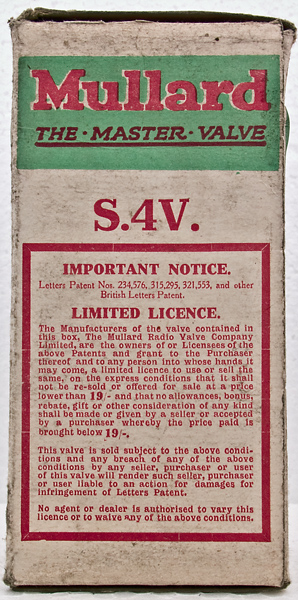 Mullard
THE · MASTER · VALVE
S.4V.
IMPORTANT NOTICE.
Letters Patent Nos. 234,576, 315,295, 321,553, and other
British Letters Patent.
LIMITED LICENCE.
The Manufacturers of the valve contained in
this box, The Mullard Radio Valve Company
Limited, are the owners of or Licensees of the
above Patents and grant to the Purchaser
thereof and to any person into whose hands it
may come, a limited licence to use or sell the
same, on the express conditions that it shall
not be re-sold or offered for sale at a price
lower than 19/- and that no allowances, bonus,
rebate, gift or other consideration of any kind
shall be made or given by a seller or accepted
by a purchaser whereby the price paid is
brought below 19/-.
This valve is sold subject to the above condi-
tions and any breach of any of the above
conditions by any seller, purchaser or user
of this valve will render such seller, purchaser
or user liable to an action for damages for
infringement of Letters Patent.
No agent or dealer is authorised to vary this
licence or to waive any of the above conditions.